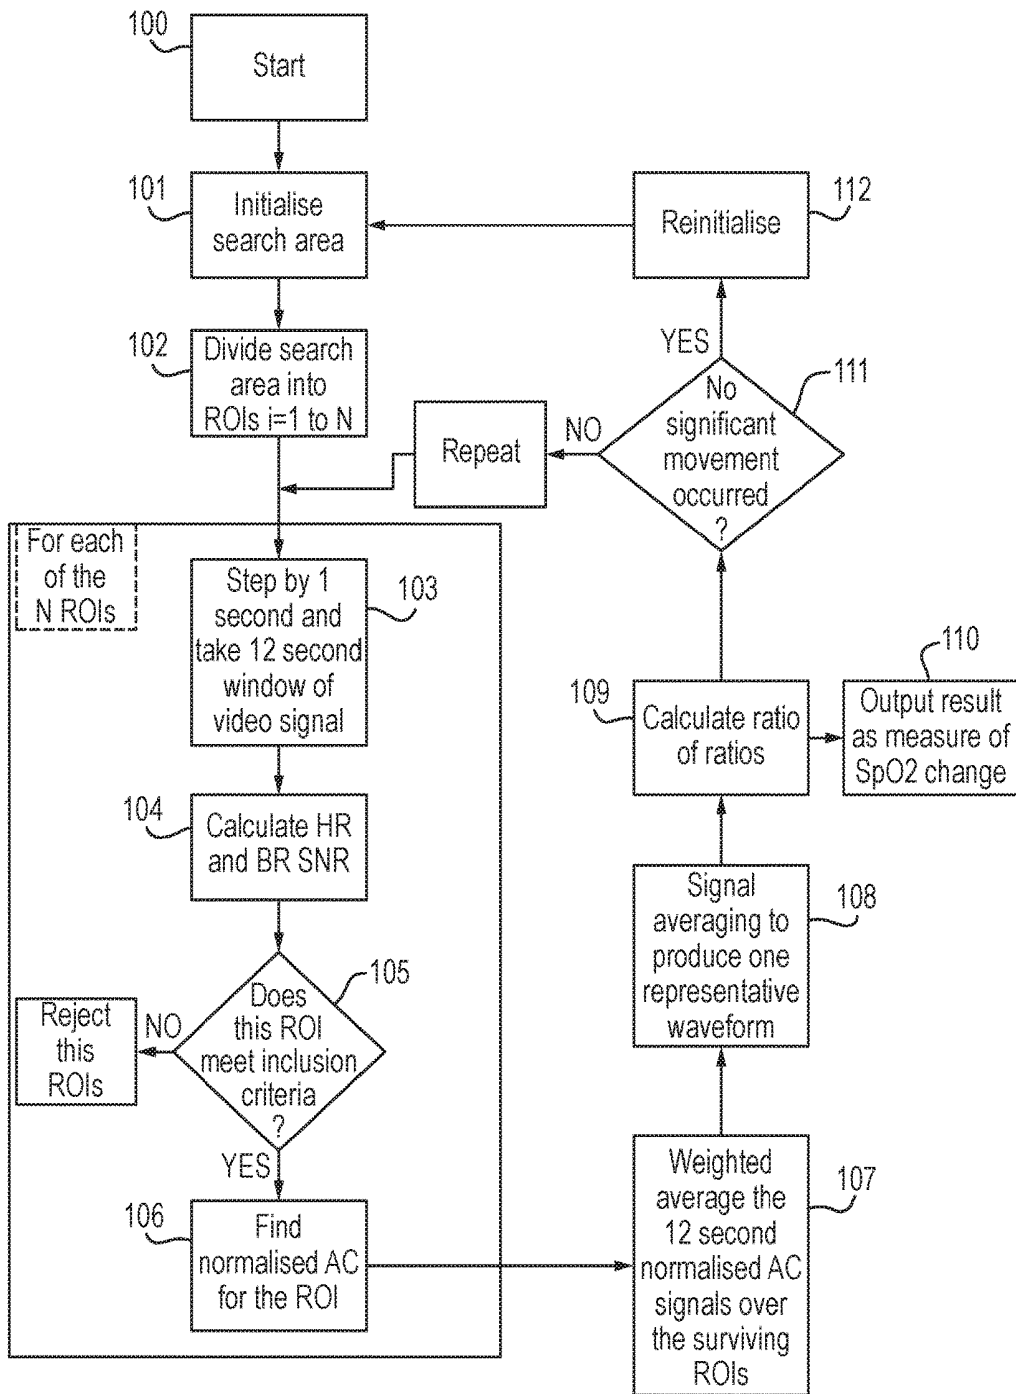 100
Start
101
Initialise
search area
112
Reinitialise
102
Divide search
area into
ROIs i=1 to N
YES
111
No
significant
movement
occurred
?
NO
Repeat
For each
of the
N ROIs
Step by 1
second and
take 12 second
window of
video signal
103
104
Calculate HR
and BR SNR
105
Does
this ROI
meet inclusion
criteria
?
NO
Reject
this
ROIs
YES
106
Find
normalised AC
for the ROI
107
Weighted
average the
12 second
normalised AC
signals over
the surviving
ROIs
108
Signal
averaging to
produce one
representative
waveform
109
Calculate ratio
of ratios
110
Output result
as measure of
SpO2 change